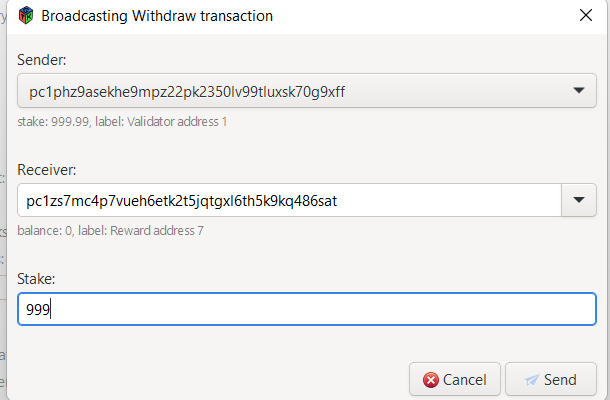 Broadcasting Withdraw transaction
Sender:
pc1phz9asekhe9mpz22pk2350lv99tluxsk70g9xff
stake: 999.99, label: Validator address 1
Receiver:
pc1zs7mc4p7vueh6etk2t5jqtgxl6th5k9kq486sat
balance: 0, label: Reward address 7
Stake:
999
Cancel
Send